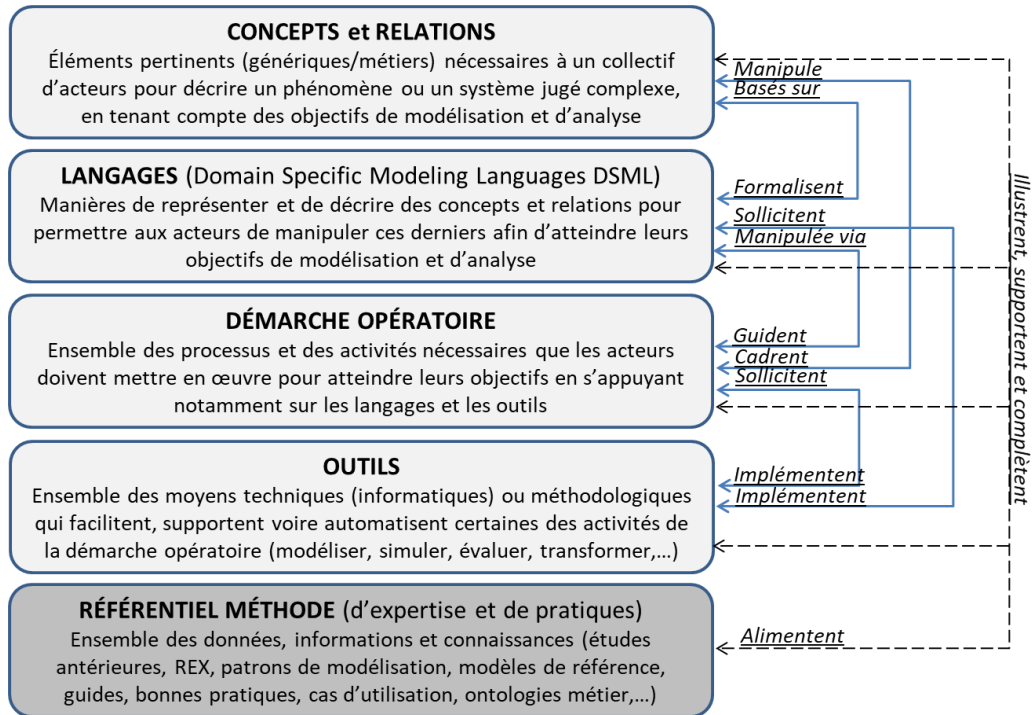 CONCEPTS et RELATIONS
Éléments pertinents (génériques/métiers) nécessaires à un collectif
d’acteurs pour décrire un phénomène ou un système jugé complexe,
en tenant compte des objectifs de modélisation et d’analyse
Manipule
Basés sur
LANGAGES (Domain Specific Modeling Languages DSML)
Manières de représenter et de décrire des concepts et relations pour
permettre aux acteurs de manipuler ces derniers afin d’atteindre leurs
objectifs de modélisation et d’analyse
Formalisent
Sollicitent
Manipulée via
DÉMARCHE OPÉRATOIRE
Ensemble des processus et des activités nécessaires que les acteurs
doivent mettre en œuvre pour atteindre leurs objectifs en s’appuyant
notamment sur les langages et les outils
Guident
Cadrent
Sollicitent
OUTILS
Ensemble des moyens techniques (informatiques) ou méthodologiques
qui facilitent, supportent voire automatisent certaines des activités de
la démarche opératoire (modéliser, simuler, évaluer, transformer,…)
Implémentent
Implémentent
RÉFÉRENTIEL MÉTHODE (d’expertise et de pratiques)
Ensemble des données, informations et connaissances (études
antérieures, REX, patrons de modélisation, modèles de référence,
guides, bonnes pratiques, cas d’utilisation, ontologies métier,…)
Alimentent
Illustrent, supportent et complètent